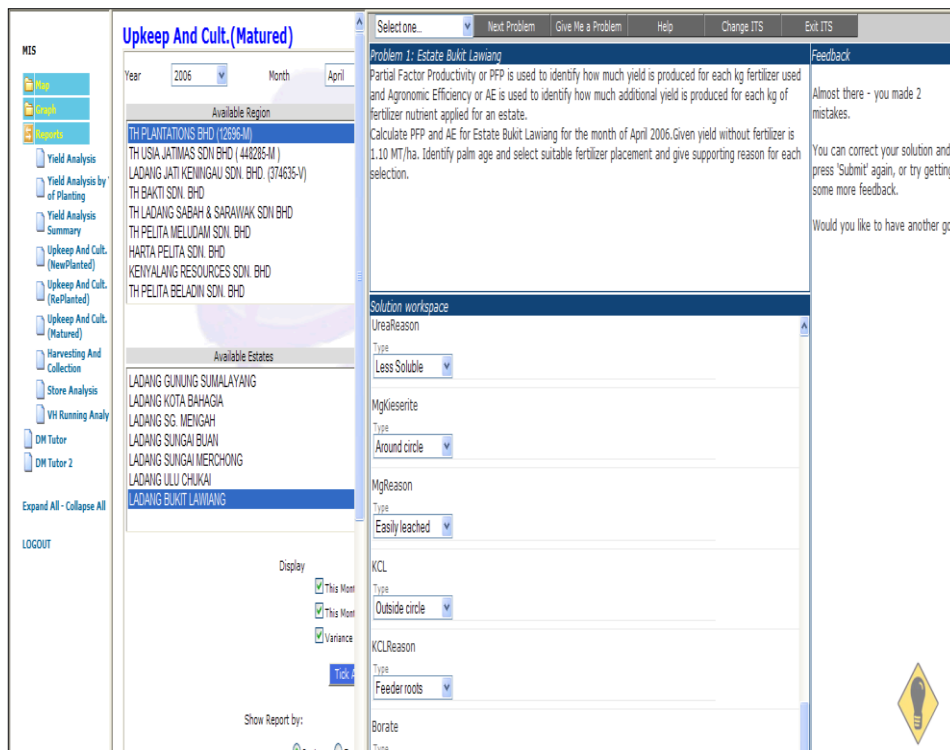 MIS
Map
Graph
Reports
Yield Analysis
Yield Analysis by
of Planting
Yield Analysis
Summary
Upkeep And Cult.
(NewPlanted)
Upkeep And Cult.
(RePlanted)
Upkeep And Cult.
(Matured)
Harvesting And
Collection
Store Analysis
VH Running Analy
DM Tutor
DM Tutor 2
Expand All - Collapse All
LOGOUT
Upkeep And Cult.(Matured)
Year 2006 Month April
Available Region
TH PLANTATIONS BHD (12696-M)
TH USIA JATIMAS SDN BHD ( 448285-M )
LADANG JATI KENINGAU SDN. BHD. (374635-V)
TH BAKTI SDN. BHD
TH LADANG SABAH & SARAWAK SDN BHD
TH PELITA MELUDAM SDN. BHD
HARTA PELITA SDN. BHD
KENYALANG RESOURCES SDN. BHD
TH PELITA BELADIN SDN. BHD
Available Estates
LADANG GUNUNG SUMALAYANG
LADANG KOTA BAHAGIA
LADANG SG. MENGAH
LADANG SUNGAI BUAN
LADANG SUNGAI MERCHONG
LADANG ULU CHUKAI
LADANG BUKIT LAWIANG
Display
This Mon
This Mon
Variance
Tick A
Show Report by:
Select one... Next Problem Give Me a Problem Help Change ITS Exit ITS
Problem 1: Estate Bukit Lawiang
Partial Factor Productivity or PFP is used to identify how much yield is produced for each kg fertilizer used
and Agronomic Efficiency or AE is used to identify how much additional yield is produced for each kg of
fertilizer nutrient applied for an estate.
Calculate PFP and AE for Estate Bukit Lawiang for the month of April 2006.Given yield without fertilizer is
1.10 MT/ha. Identify palm age and select suitable fertilizer placement and give supporting reason for each
selection.
Solution workspace
UreaReason
Type
Less Soluble
MgKieserite
Type
Around circle
MgReason
Type
Easily leached
KCL
Type
Outside circle
KCLReason
Type
Feeder roots
Borate
Type
Feedback
Almost there - you made 2
mistakes.
You can correct your solution and
press 'Submit' again, or try getting
some more feedback.
Would you like to have another go